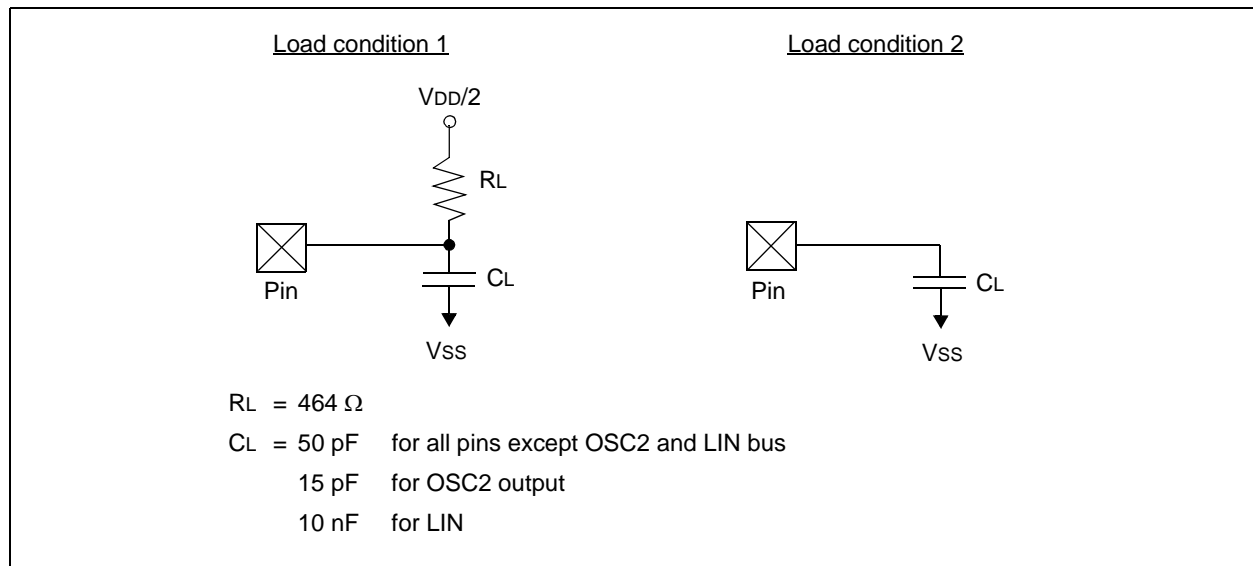 Load condition 1
Load condition 2
VDD/2
RL
Pin
CL
VSS
Pin
CL
VSS
RL = 464 Ω
CL = 50 pF for all pins except OSC2 and LIN bus
15 pF for OSC2 output
10 nF for LIN